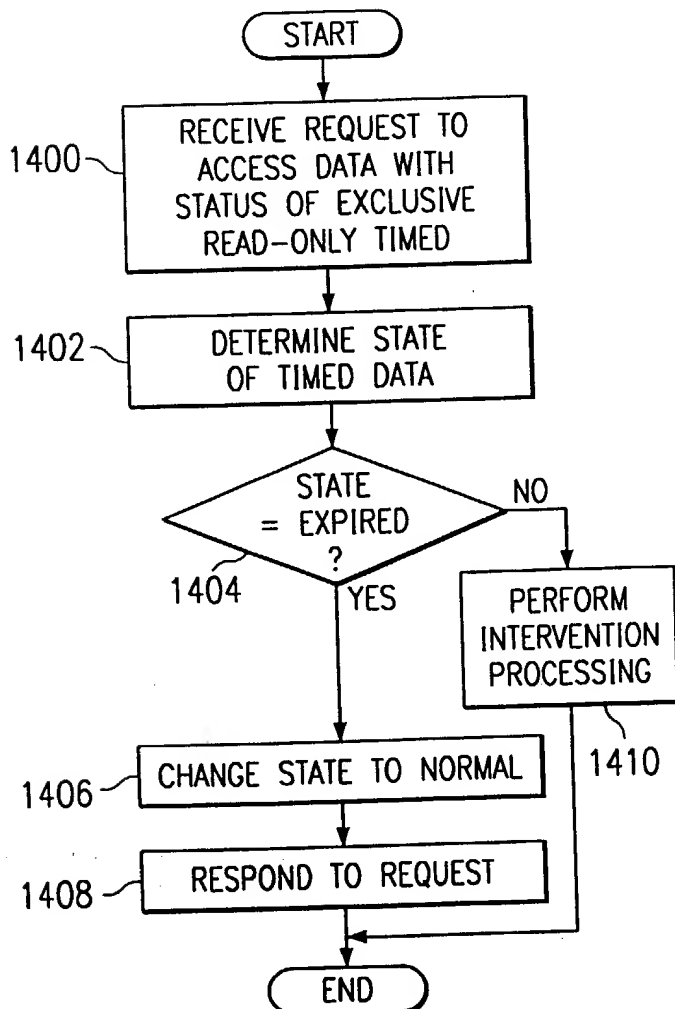 START
1400
RECEIVE REQUEST TO
ACCESS DATA WITH
STATUS OF EXCLUSIVE
READ-ONLY TIMED
1402
DETERMINE STATE
OF TIMED DATA
STATE
= EXPIRED
?
1404
NO
YES
PERFORM
INTERVENTION
PROCESSING
1410
1406
CHANGE STATE TO NORMAL
1408
RESPOND TO REQUEST
END